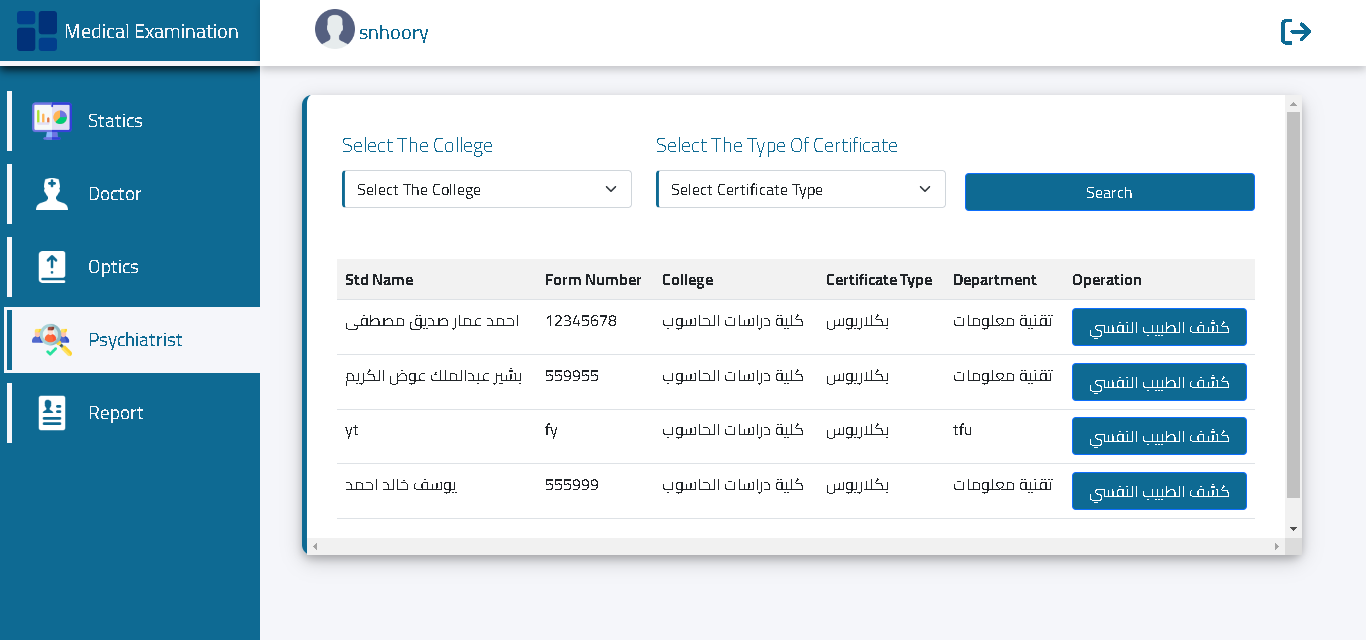 Medical Examination
snhoory
Statics
Doctor
Optics
Psychiatrist
Report
Select The College
Select The Type Of Certificate
Select The College
Select Certificate Type
Search
Std Name Form Number College Certificate Type Department Operation
احمد عمار صديق مصطفى 12345678 كلية دراسات الحاسوب بكلاريوس تقنية معلومات كشف الطبيب النفسي
بشير عبدالملك عوض الكريم 559955 كلية دراسات الحاسوب بكلاريوس تقنية معلومات كشف الطبيب النفسي
yt fy كلية دراسات الحاسوب بكلاريوس tfu كشف الطبيب النفسي
يوسف خالد احمد 555999 كلية دراسات الحاسوب بكلاريوس تقنية معلومات كشف الطبيب النفسي